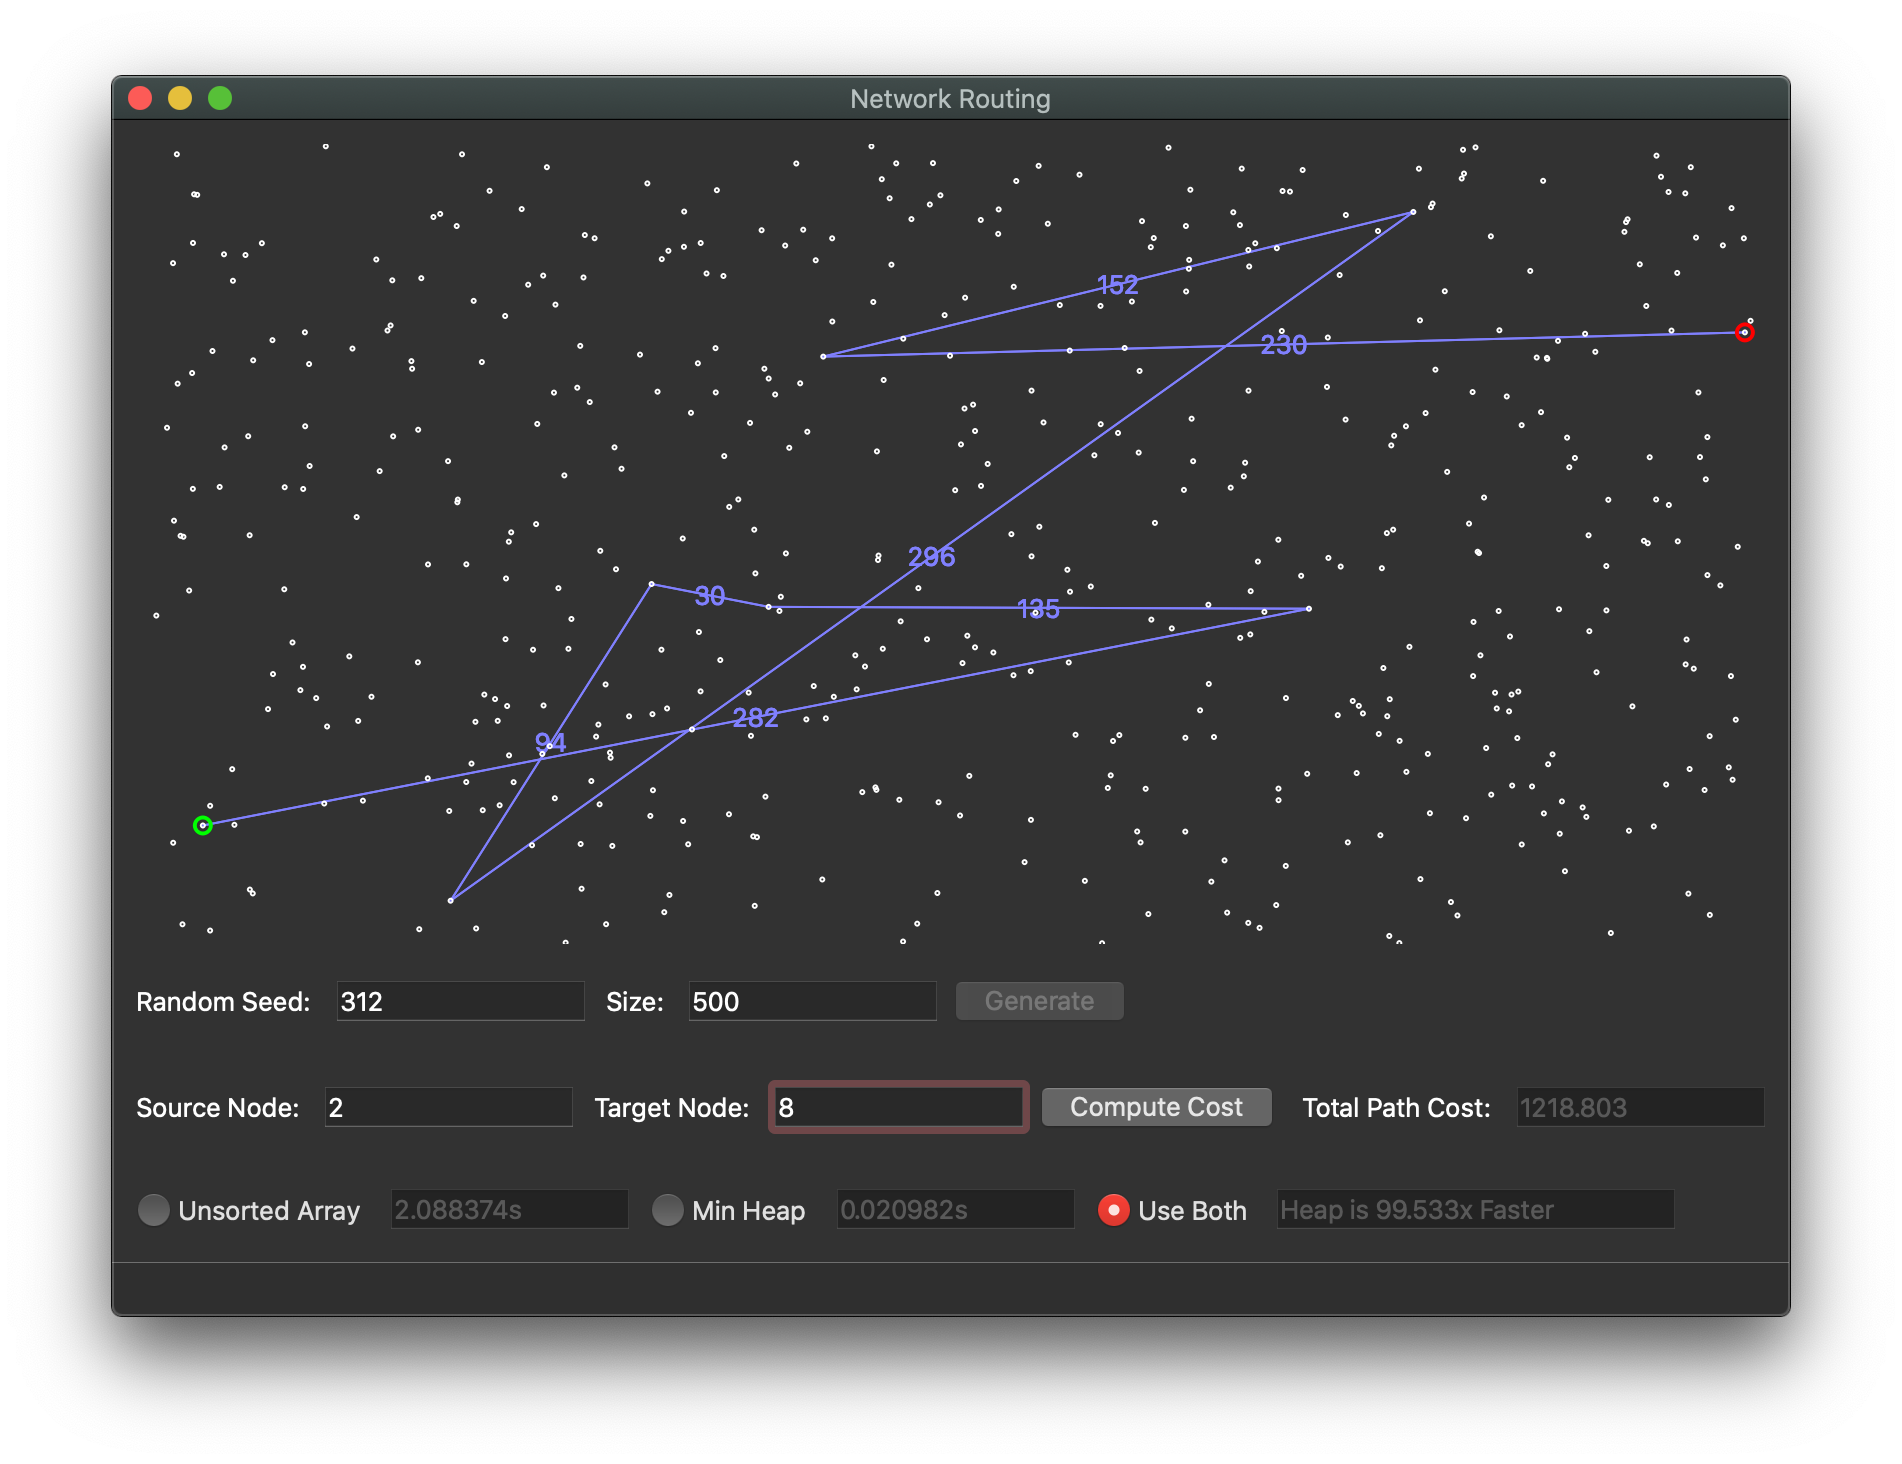 Network Routing
152
230
296
30
135
282
94
Random Seed: 312 Size: 500 Generate
Source Node: 2 Target Node: 8 Compute Cost Total Path Cost: 1218.803
Unsorted Array 2.088374s Min Heap 0.020982s Use Both Heap is 99.533x Faster